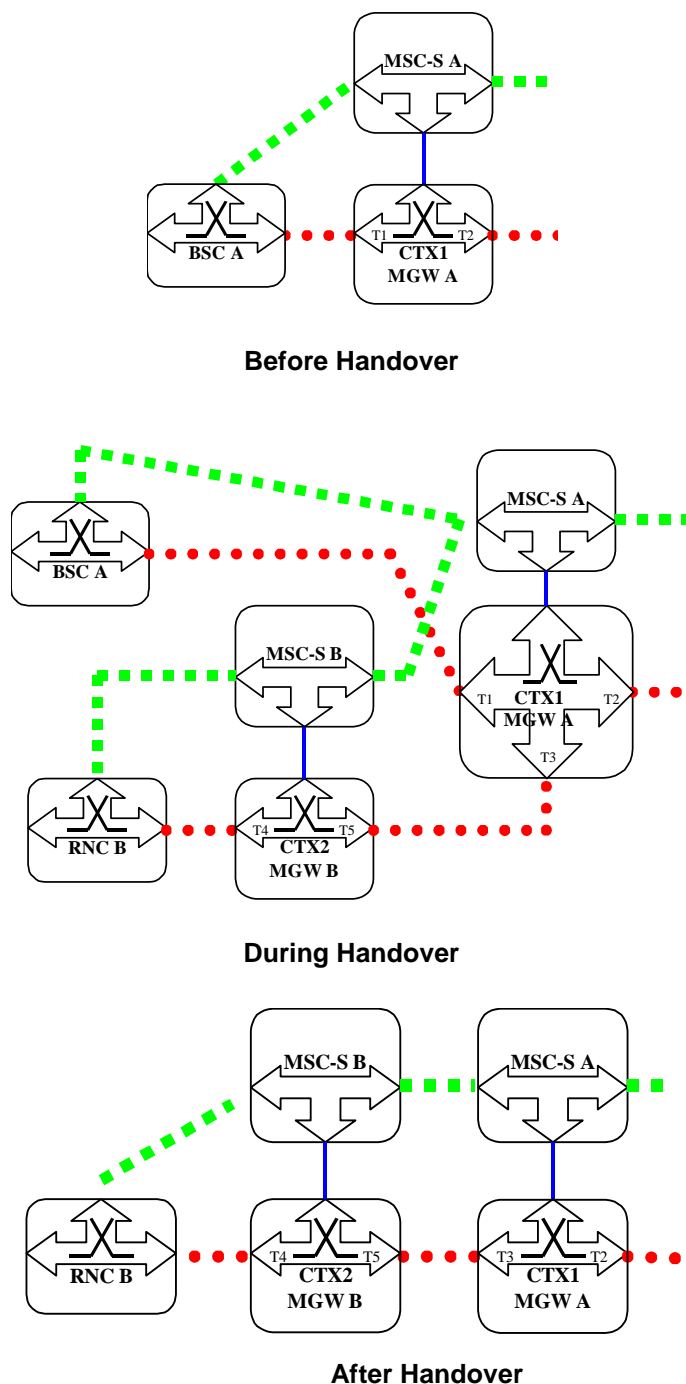 MSC-S A
BSC A
T1
T2
CTX1
MGW A
Before Handover
MSC-S A
BSC A
MSC-S B
T1
CTX1
T2
MGW A
T3
RNC B
T4
T5
CTX2
MGW B
During Handover
MSC-S B
MSC-S A
RNC B
T4
T5
CTX2
MGW B
T3
T2
CTX1
MGW A
After Handover